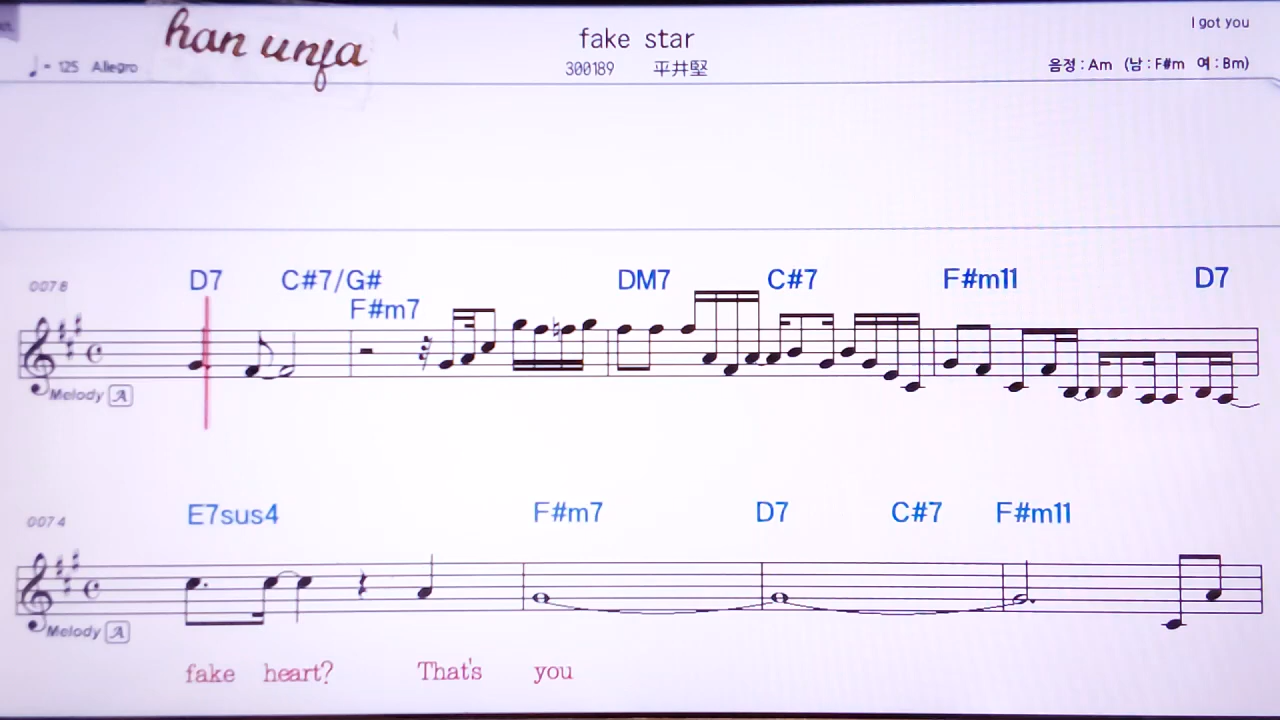 han unfa
fake star
I got you
♩= 125 Allegro
300189 平井堅
음정 : Am (남 : F#m 여 : Bm)
0078
D7 C#7/G# DM7 C#7 F#m11 D7
F#m7
Melody A
0074
E7sus4 F#m7 D7 C#7 F#m11
Melody A
fake heart? That's you